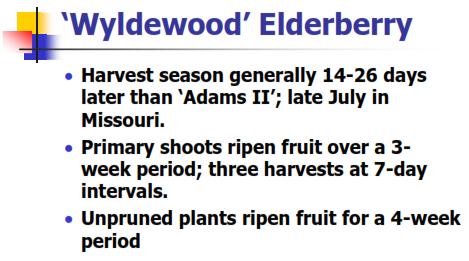 ‘Wyldewood’ Elderberry
• Harvest season generally 14-26 days
later than ‘Adams II’; late July in
Missouri.
• Primary shoots ripen fruit over a 3-
week period; three harvests at 7-day
intervals.
• Unpruned plants ripen fruit for a 4-week
period